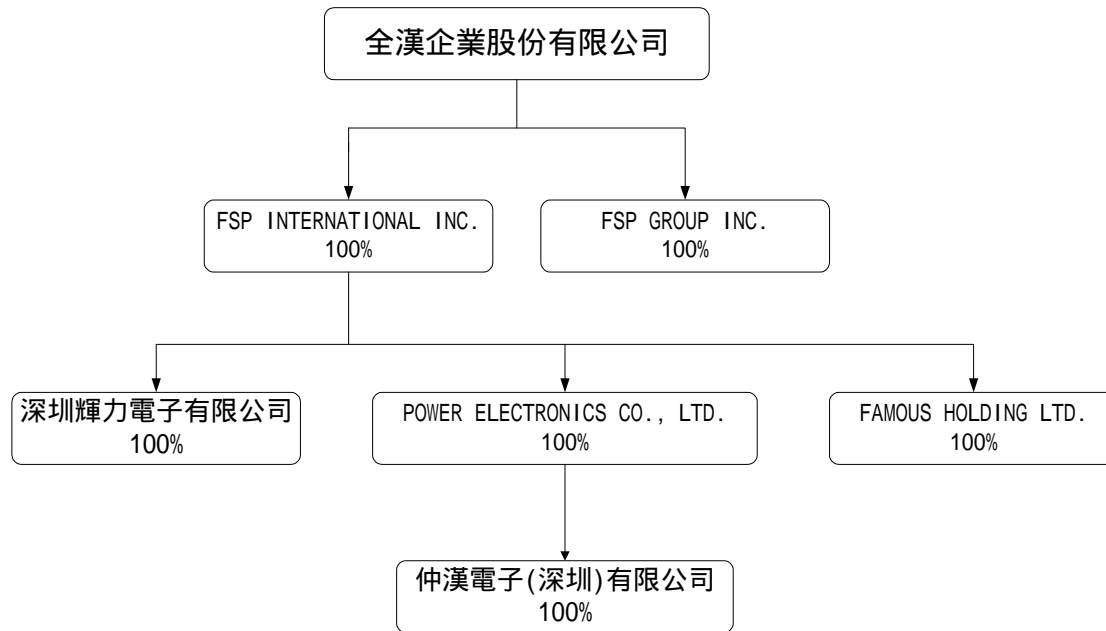 全漢企業股份有限公司
FSP INTERNATIONAL INC.
100%
FSP GROUP INC.
100%
深圳輝力電子有限公司
100%
POWER ELECTRONICS CO., LTD.
100%
FAMOUS HOLDING LTD.
100%
仲漢電子(深圳)有限公司
100%